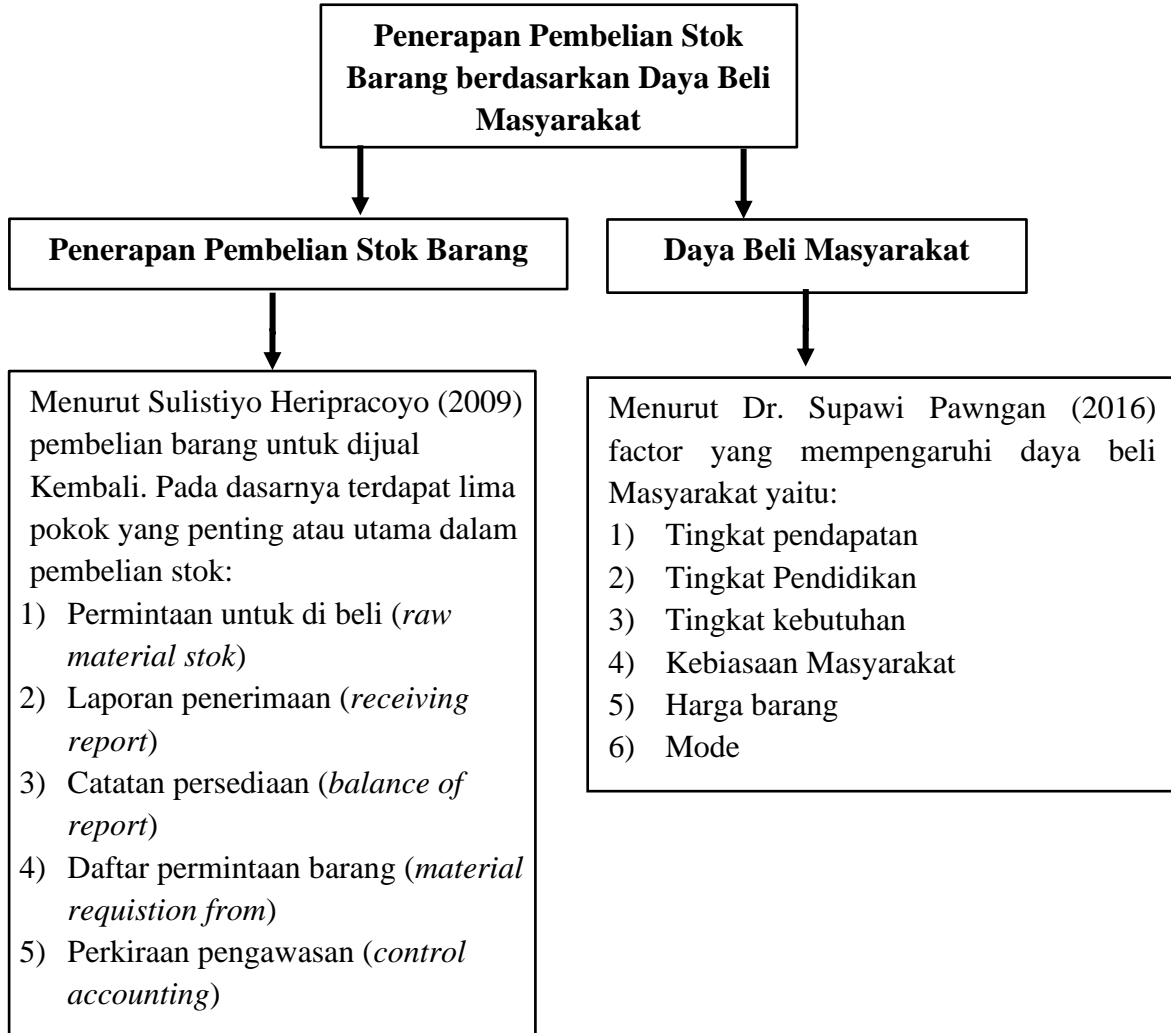 Penerapan Pembelian Stok
Barang berdasarkan Daya Beli
Masyarakat
Penerapan Pembelian Stok Barang
Daya Beli Masyarakat
Menurut Sulistiyo Heripracoyo (2009)
pembelian barang untuk dijual
Kembali. Pada dasarnya terdapat lima
pokok yang penting atau utama dalam
pembelian stok:
1) Permintaan untuk di beli (raw
material stok)
2) Laporan penerimaan (receiving
report)
3) Catatan persediaan (balance of
report)
4) Daftar permintaan barang (material
requistion from)
5) Perkiraan pengawasan (control
accounting)
Menurut Dr. Supawi Pawngan (2016)
factor yang mempengaruhi daya beli
Masyarakat yaitu:
1) Tingkat pendapatan
2) Tingkat Pendidikan
3) Tingkat kebutuhan
4) Kebiasaan Masyarakat
5) Harga barang
6) Mode